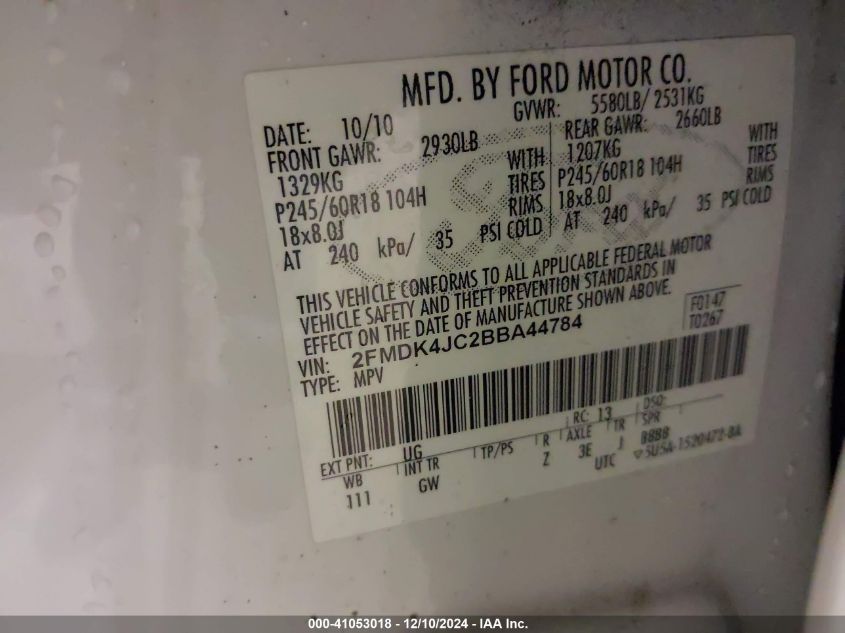 MFD. BY FORD MOTOR CO.
DATE: 10/10 GVWR: 5580LB/ 2531KG
FRONT GAWR: 2930LB REAR GAWR: 2660LB
1329KG WITH 1207KG WITH
P245/60R18 104H TIRES P245/60R18 104H TIRES
18x8.0J RIMS 18x8.0J RIMS
AT 240 kPa/ 35 PSI COLD AT 240 kPa/ 35 PSI COLD
THIS VEHICLE CONFORMS TO ALL APPLICABLE FEDERAL MOTOR
VEHICLE SAFETY AND THEFT PREVENTION STANDARDS IN
EFFECT ON THE DATE OF MANUFACTURE SHOWN ABOVE.
VIN: 2FMDK4JC2BBA44784 F0147
TYPE: MPV T0267
RC: 13 DSO:
EXT PNT: UG
WB INT TR TP/PS R AXLE TR SPR
111 GW Z 3E J BBBB
UTC ▽5U5A-1520472-BA
000-41053018 - 12/10/2024 - IAA Inc.